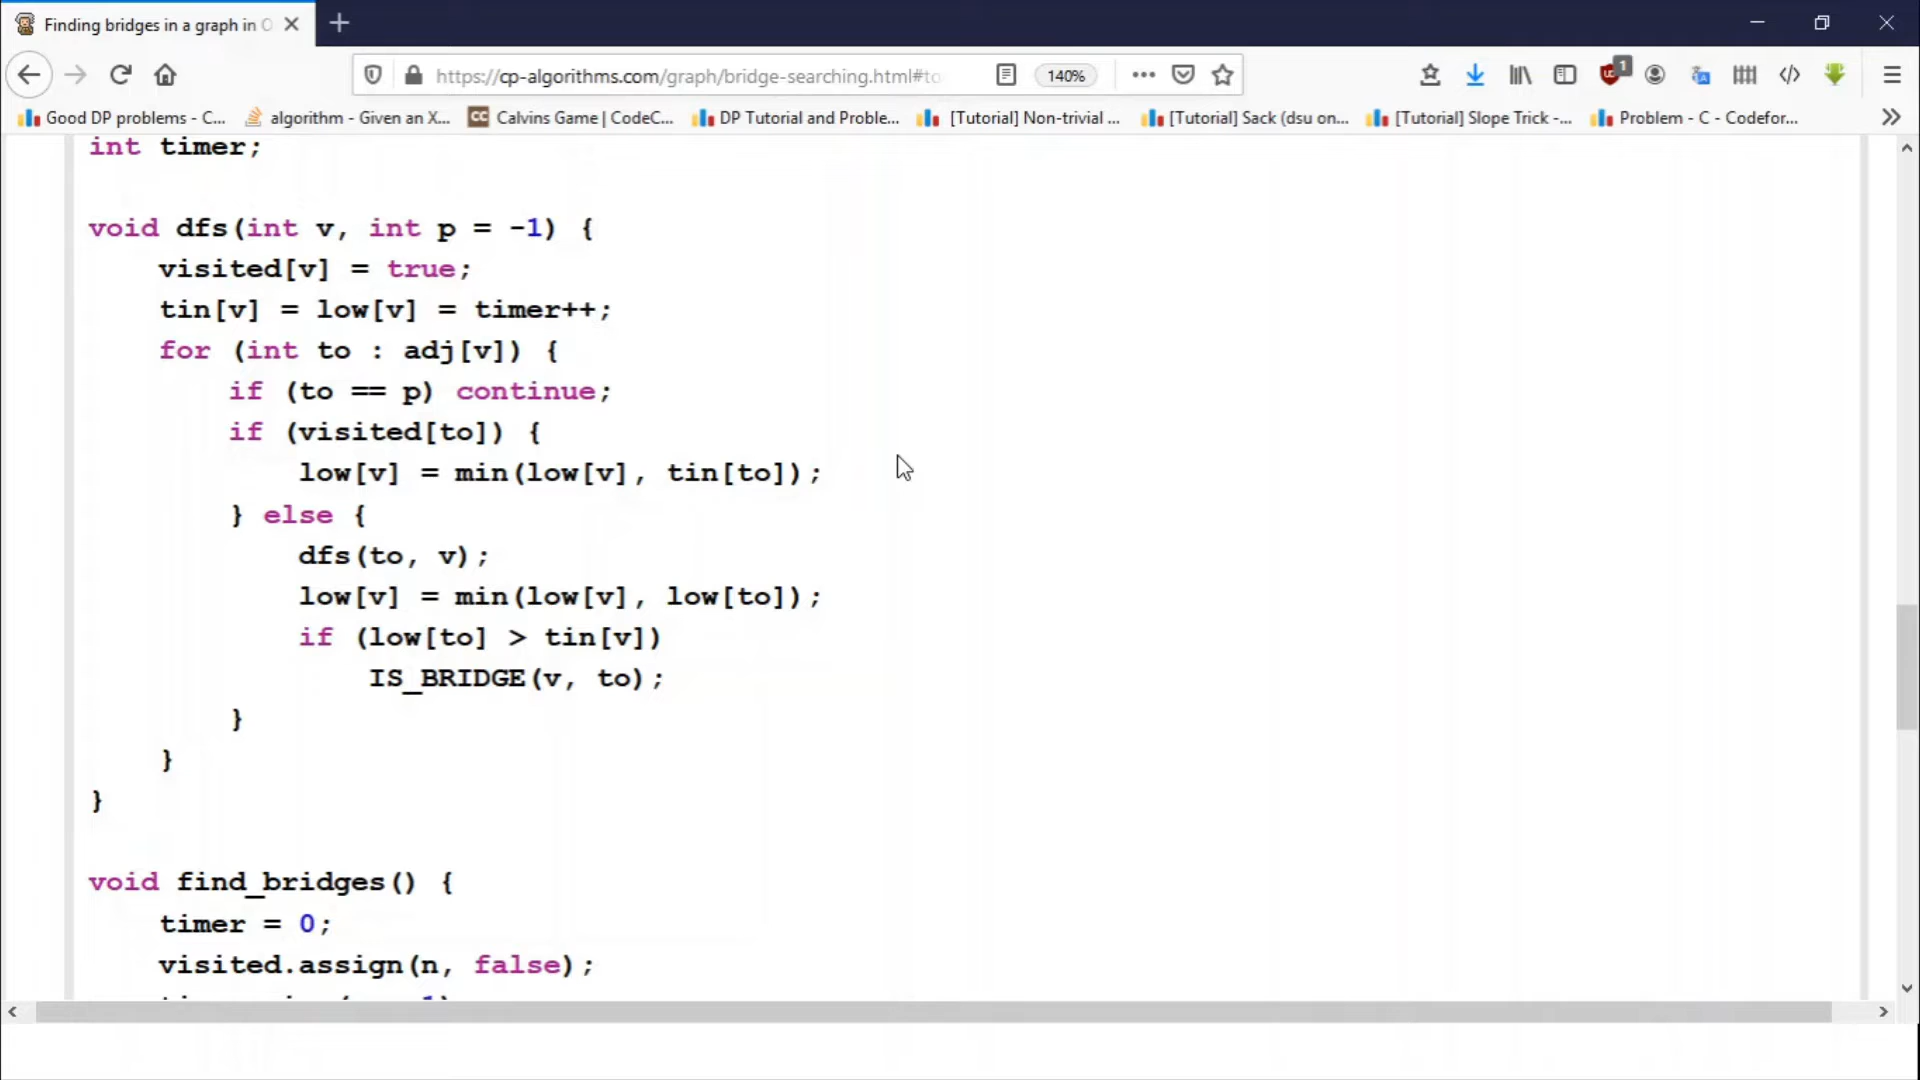 Finding bridges in a graph in O
https://cp-algorithms.com/graph/bridge-searching.html#to
140%
1
Good DP problems - C...
algorithm - Given an X...
CC Calvins Game | CodeC...
DP Tutorial and Proble...
[Tutorial] Non-trivial ...
[Tutorial] Sack (dsu on...
[Tutorial] Slope Trick -...
Problem - C - Codefor...
int timer;
void dfs(int v, int p = -1) {
visited[v] = true;
tin[v] = low[v] = timer++;
for (int to : adj[v]) {
if (to == p) continue;
if (visited[to]) {
low[v] = min(low[v], tin[to]);
} else {
dfs(to, v);
low[v] = min(low[v], low[to]);
if (low[to] > tin[v])
IS_BRIDGE(v, to);
}
}
}
void find_bridges() {
timer = 0;
visited.assign(n, false);